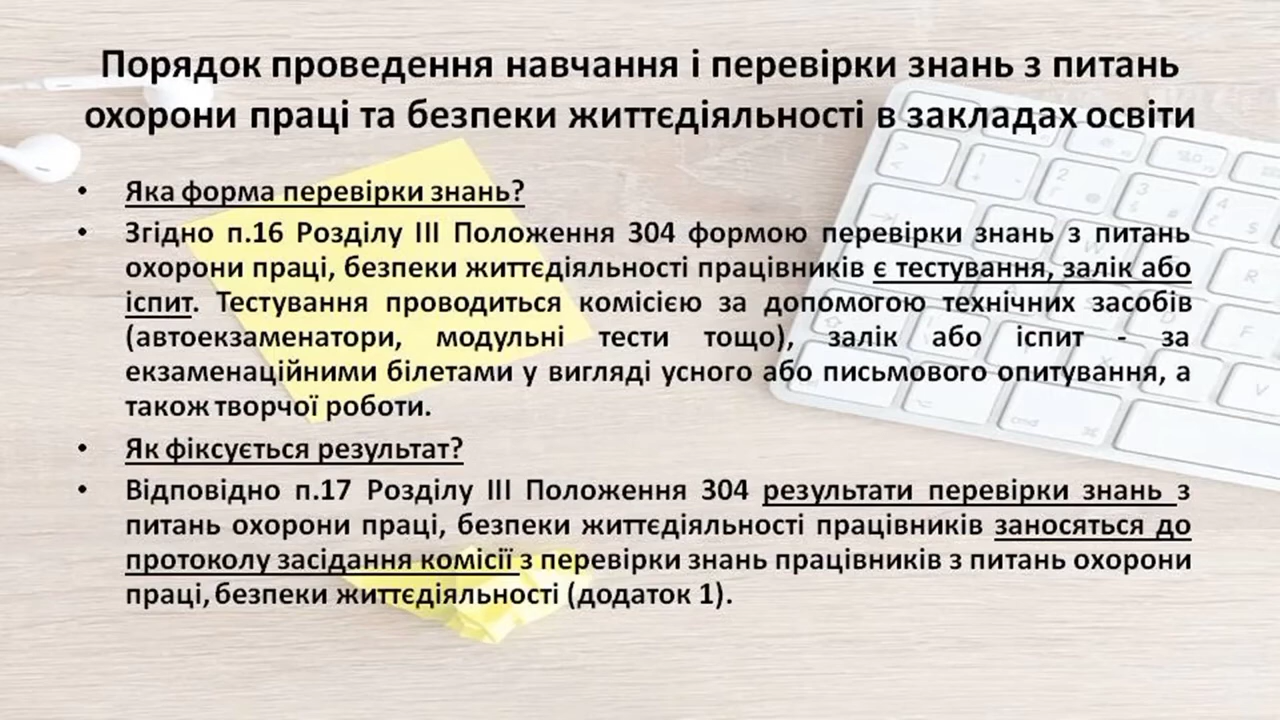 Порядок проведення навчання і перевірки знань з питань
охорони праці та безпеки життєдіяльності в закладах освіти
• Яка форма перевірки знань?
• Згідно п.16 Розділу ІІІ Положення 304 формою перевірки знань з питань
охорони праці, безпеки життєдіяльності працівників є тестування, залік або
іспит. Тестування проводиться комісією за допомогою технічних засобів
(автоекзаменатори, модульні тести тощо), залік або іспит - за
екзаменаційними білетами у вигляді усного або письмового опитування, а
також творчої роботи.
• Як фіксується результат?
• Відповідно п.17 Розділу ІІІ Положення 304 результати перевірки знань з
питань охорони праці, безпеки життєдіяльності працівників заносяться до
протоколу засідання комісії з перевірки знань працівників з питань охорони
праці, безпеки життєдіяльності (додаток 1).